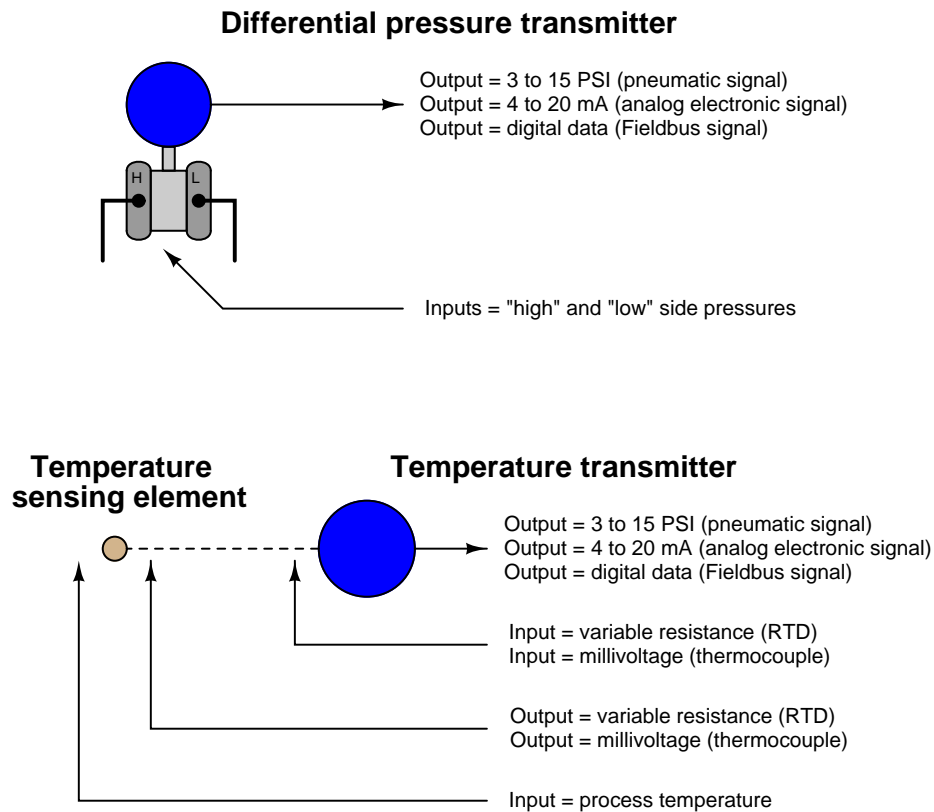 Differential pressure transmitter
Output = 3 to 15 PSI (pneumatic signal)
Output = 4 to 20 mA (analog electronic signal)
Output = digital data (Fieldbus signal)
H
L
Inputs = "high" and "low" side pressures
Temperature
sensing element
Temperature transmitter
Output = 3 to 15 PSI (pneumatic signal)
Output = 4 to 20 mA (analog electronic signal)
Output = digital data (Fieldbus signal)
Input = variable resistance (RTD)
Input = millivoltage (thermocouple)
Output = variable resistance (RTD)
Output = millivoltage (thermocouple)
Input = process temperature